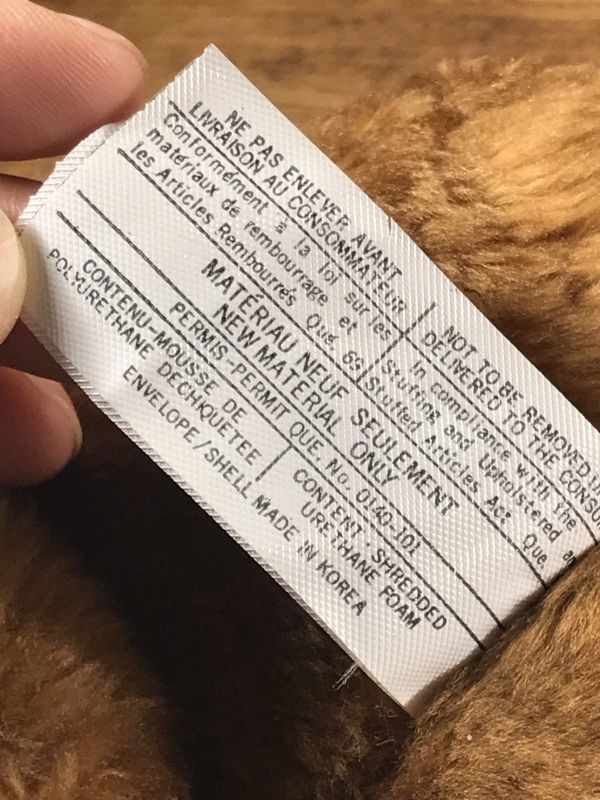 NE PAS ENLEVER AVANT
LIVRAISON AU CONSOMMATEUR
Conformément à la loi sur les
matériaux de rembourrage et
les Articles Rembourrés Qué. 69
NOT TO BE REMOVED
DELIVERED TO THE
In compliance with the
Stuffing and Upholstered
Stuffed Articles Act Que.
MATÉRIAU NEUF SEULEMENT
NEW MATERIAL ONLY
PERMIS-PERMIT QUE. No. 0140-101
CONTENU-MOUSSE DE
POLYURETHANE DECHIQUETEE
CONTENT: SHREDDED
URETHANE FOAM
ENVELOPE/SHELL MADE IN KOREA